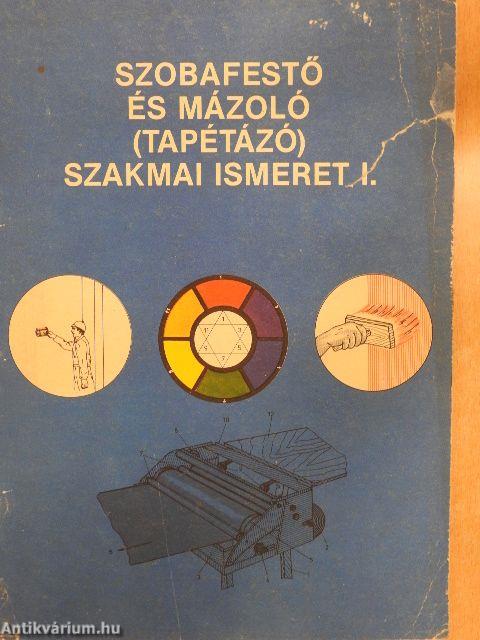 SZOBAFESTŐ
ÉS MÁZOLÓ
(TAPÉTÁZÓ)
SZAKMAI ISMERET I.
Antikvárium.hu